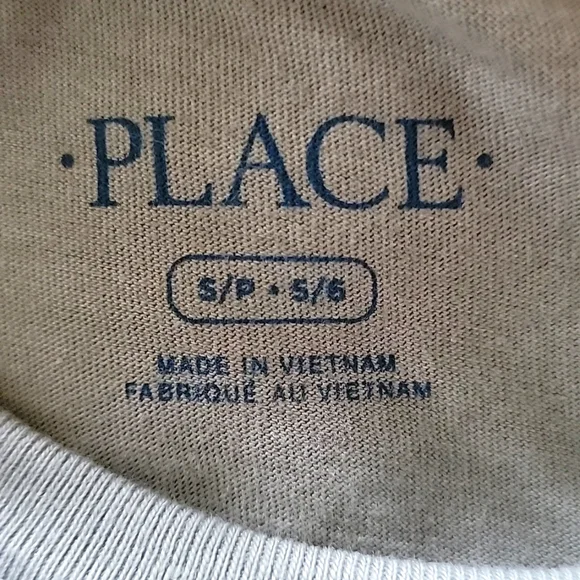 ·PLACE·
S/P · 5/6
MADE IN VIETNAM
FABRIQUÉ AU VIETNAM